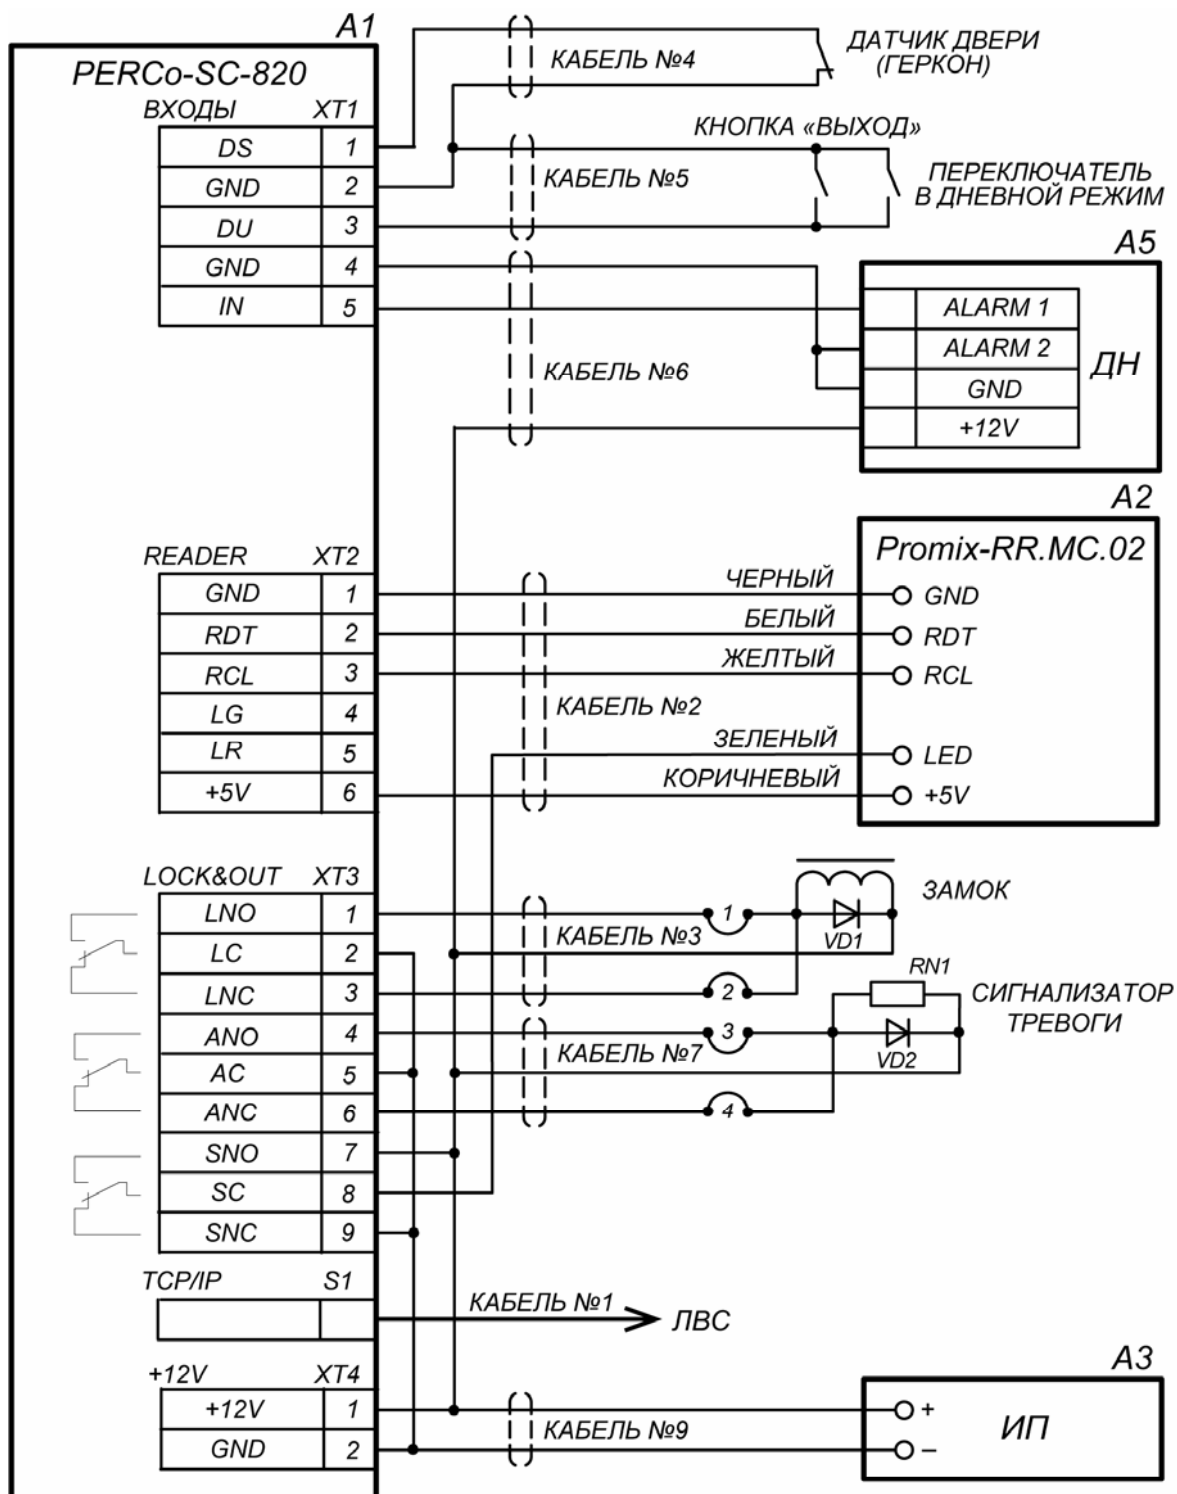 A1
PERCo-SC-820
ВХОДЫ XT1
DS 1
GND 2
DU 3
GND 4
IN 5
КАБЕЛЬ №4
ДАТЧИК ДВЕРИ
(ГЕРКОН)
КНОПКА «ВЫХОД»
КАБЕЛЬ №5
ПЕРЕКЛЮЧАТЕЛЬ
В ДНЕВНОЙ РЕЖИМ
A5
ALARM 1
ALARM 2
GND
+12V
ДН
КАБЕЛЬ №6
A2
Promix-RR.MC.02
READER XT2
GND 1
RDT 2
RCL 3
LG 4
LR 5
+5V 6
ЧЕРНЫЙ
БЕЛЫЙ
ЖЕЛТЫЙ
КАБЕЛЬ №2
ЗЕЛЕНЫЙ
КОРИЧНЕВЫЙ
GND
RDT
RCL
LED
+5V
LOCK&OUT XT3
LNO 1
LC 2
LNC 3
ANO 4
AC 5
ANC 6
SNO 7
SC 8
SNC 9
КАБЕЛЬ №3
1
2
VD1
ЗАМОК
КАБЕЛЬ №7
3
4
RN1
VD2
СИГНАЛИЗАТОР
ТРЕВОГИ
TCP/IP S1
КАБЕЛЬ №1
ЛВС
+12V XT4
+12V 1
GND 2
КАБЕЛЬ №9
A3
+
–
ИП